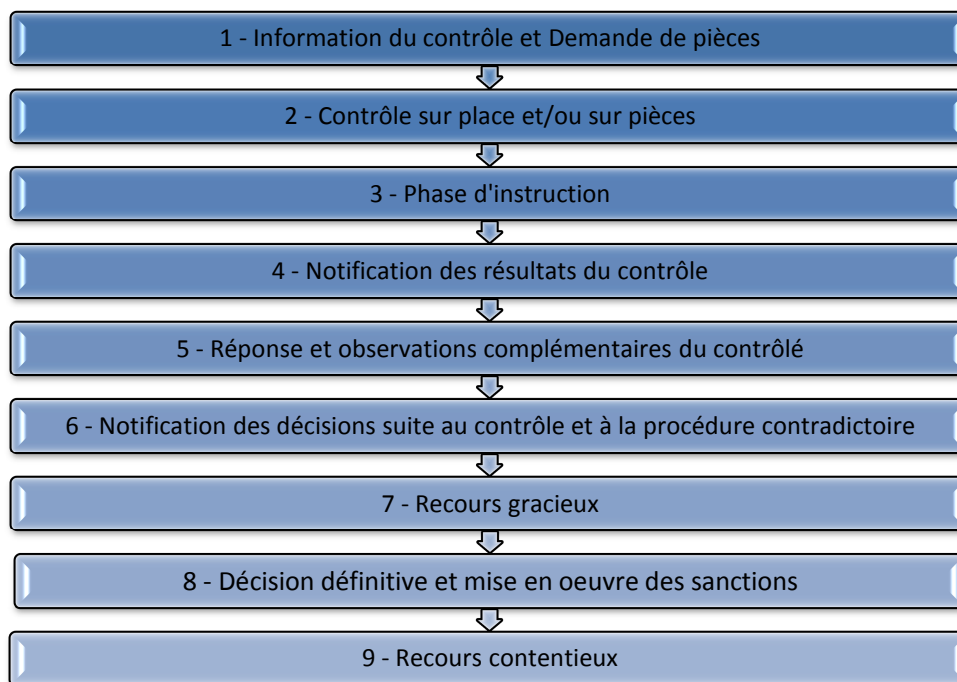 1 - Information du contrôle et Demande de pièces
2 - Contrôle sur place et/ou sur pièces
3 - Phase d'instruction
4 - Notification des résultats du contrôle
5 - Réponse et observations complémentaires du contrôlé
6 - Notification des décisions suite au contrôle et à la procédure contradictoire
7 - Recours gracieux
8 - Décision définitive et mise en oeuvre des sanctions
9 - Recours contentieux